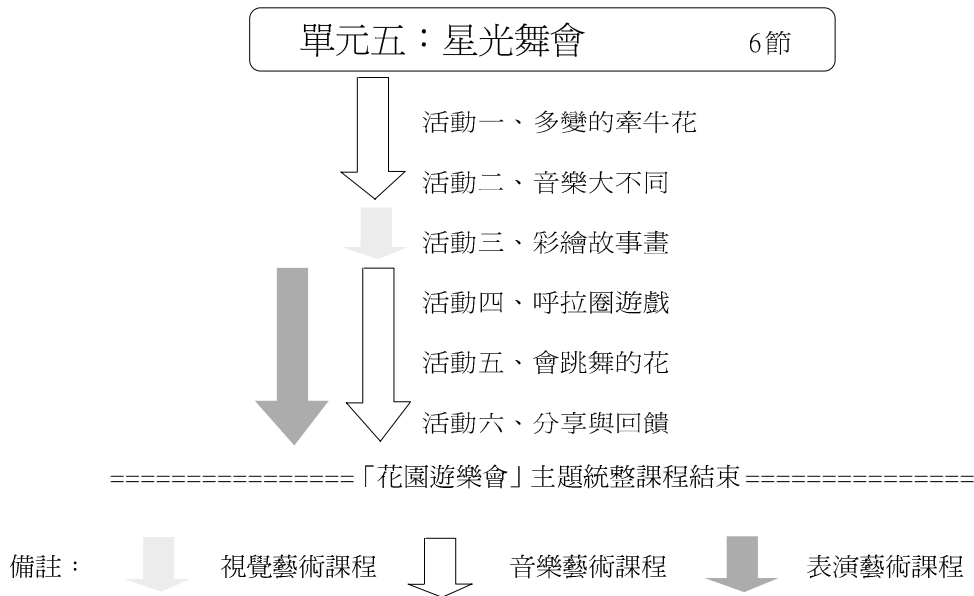 單元五：星光舞會 6節
活動一、多變的牽牛花
活動二、音樂大不同
活動三、彩繪故事畫
活動四、呼拉圈遊戲
活動五、會跳舞的花
活動六、分享與回饋
================「花園遊樂會」主題統整課程結束===============
備註： 視覺藝術課程 音樂藝術課程 表演藝術課程